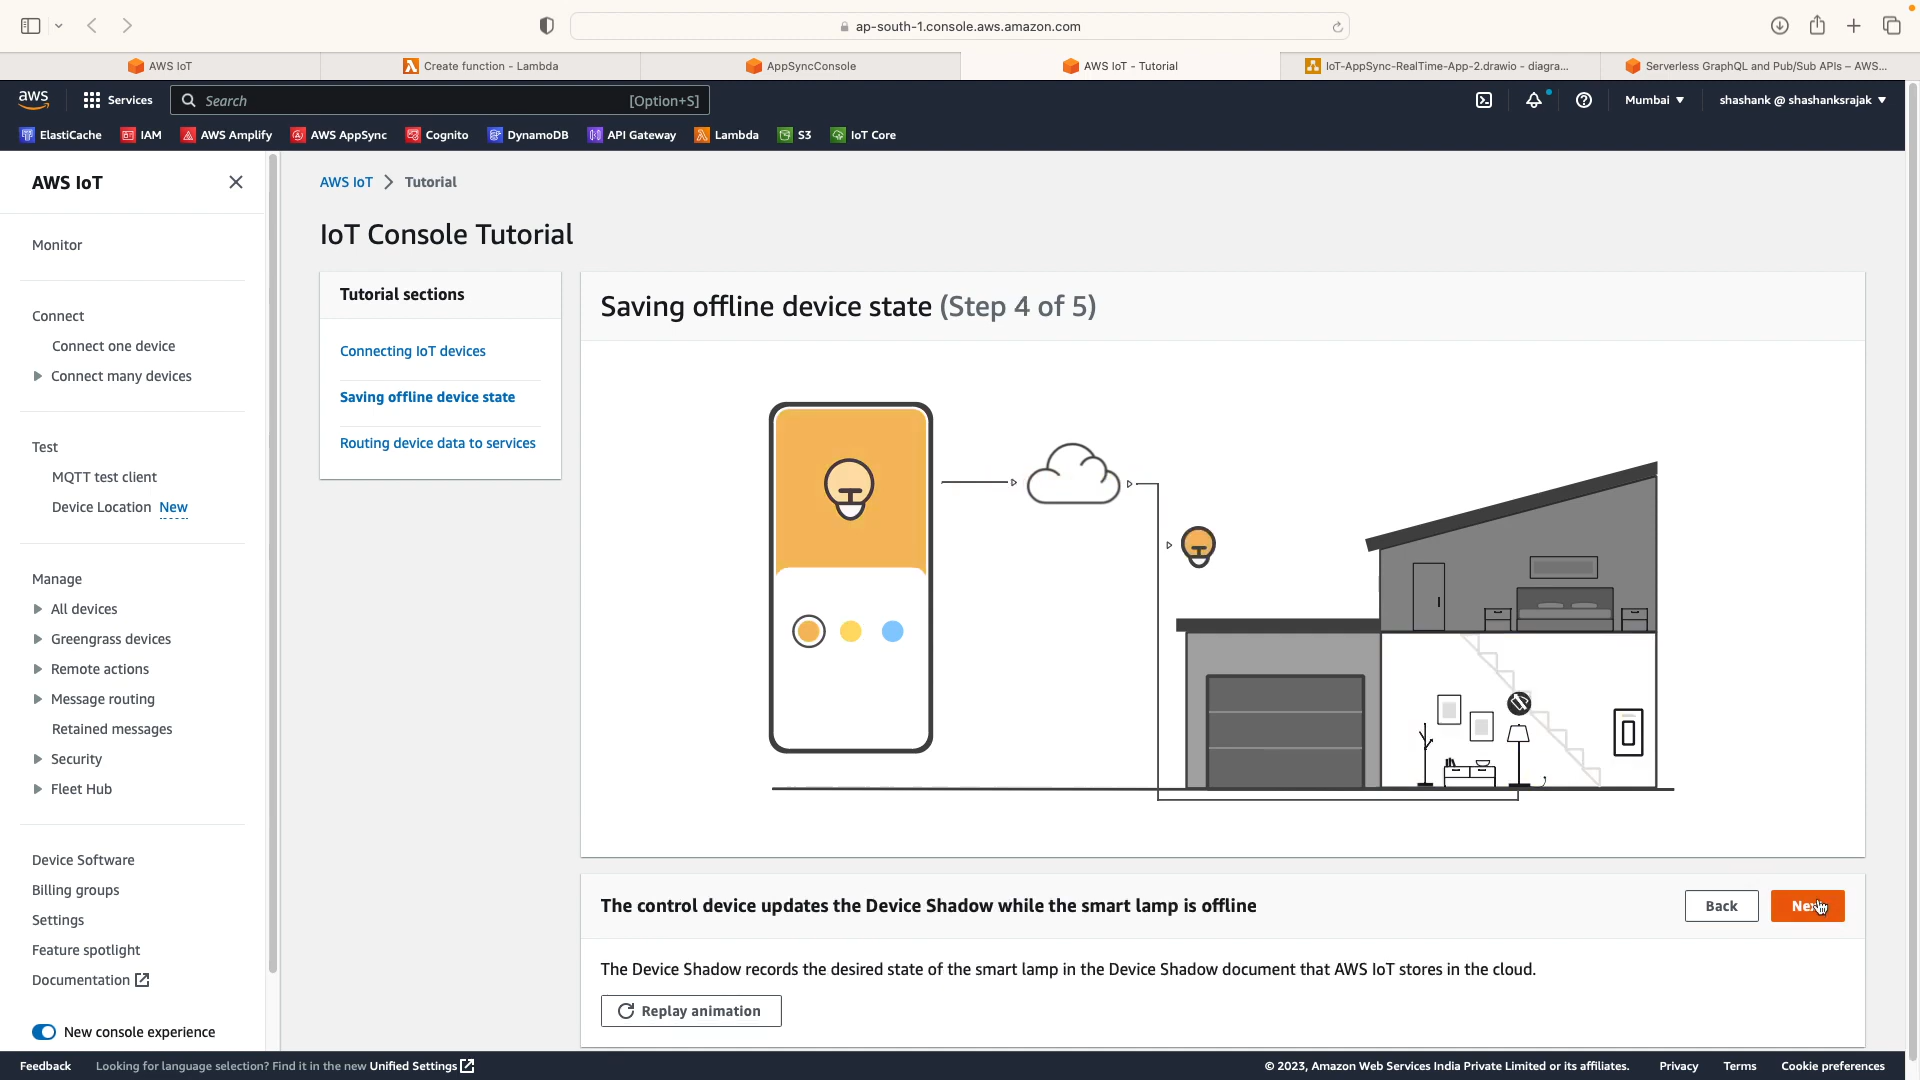 ap-south-1.console.aws.amazon.com
AWS IoT
Create function - Lambda
AppSyncConsole
AWS IoT - Tutorial
IoT-AppSync-RealTime-App-2.drawio - diagra...
Serverless GraphQL and Pub/Sub APIs – AWS...
aws
Services
Search
[Option+S]
Mumbai
shashank @ shashanksrajak
ElastiCache
IAM
AWS Amplify
AWS AppSync
Cognito
DynamoDB
API Gateway
Lambda
S3
IoT Core
AWS IoT
Monitor
Connect
Connect one device
Connect many devices
Test
MQTT test client
Device Location New
Manage
All devices
Greengrass devices
Remote actions
Message routing
Retained messages
Security
Fleet Hub
Device Software
Billing groups
Settings
Feature spotlight
Documentation
New console experience
AWS IoT
Tutorial
IoT Console Tutorial
Tutorial sections
Connecting IoT devices
Saving offline device state
Routing device data to services
Saving offline device state (Step 4 of 5)
The control device updates the Device Shadow while the smart lamp is offline
Back
Next
The Device Shadow records the desired state of the smart lamp in the Device Shadow document that AWS IoT stores in the cloud.
Replay animation
Feedback
Looking for language selection? Find it in the new Unified Settings
© 2023, Amazon Web Services India Private Limited or its affiliates.
Privacy
Terms
Cookie preferences